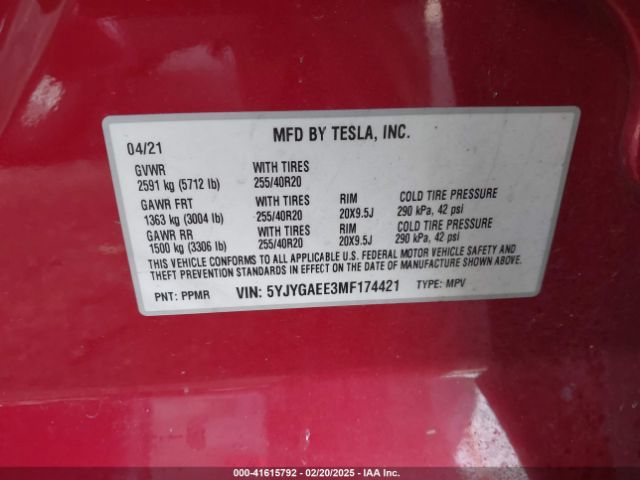 MFD BY TESLA, INC.
04/21
GVWR WITH TIRES
2591 kg (5712 lb) 255/40R20
GAWR FRT WITH TIRES RIM COLD TIRE PRESSURE
1363 kg (3004 lb) 255/40R20 20X9.5J 290 kPa, 42 psi
GAWR RR WITH TIRES RIM COLD TIRE PRESSURE
1500 kg (3306 lb) 255/40R20 20X9.5J 290 kPa, 42 psi
THIS VEHICLE CONFORMS TO ALL APPLICABLE U.S. FEDERAL MOTOR VEHICLE SAFETY AND
THEFT PREVENTION STANDARDS IN EFFECT ON THE DATE OF MANUFACTURE SHOWN ABOVE.
PNT: PPMR VIN: 5YJYGAEE3MF174421 TYPE: MPV
000-41615792 - 02/20/2025 - IAA Inc.